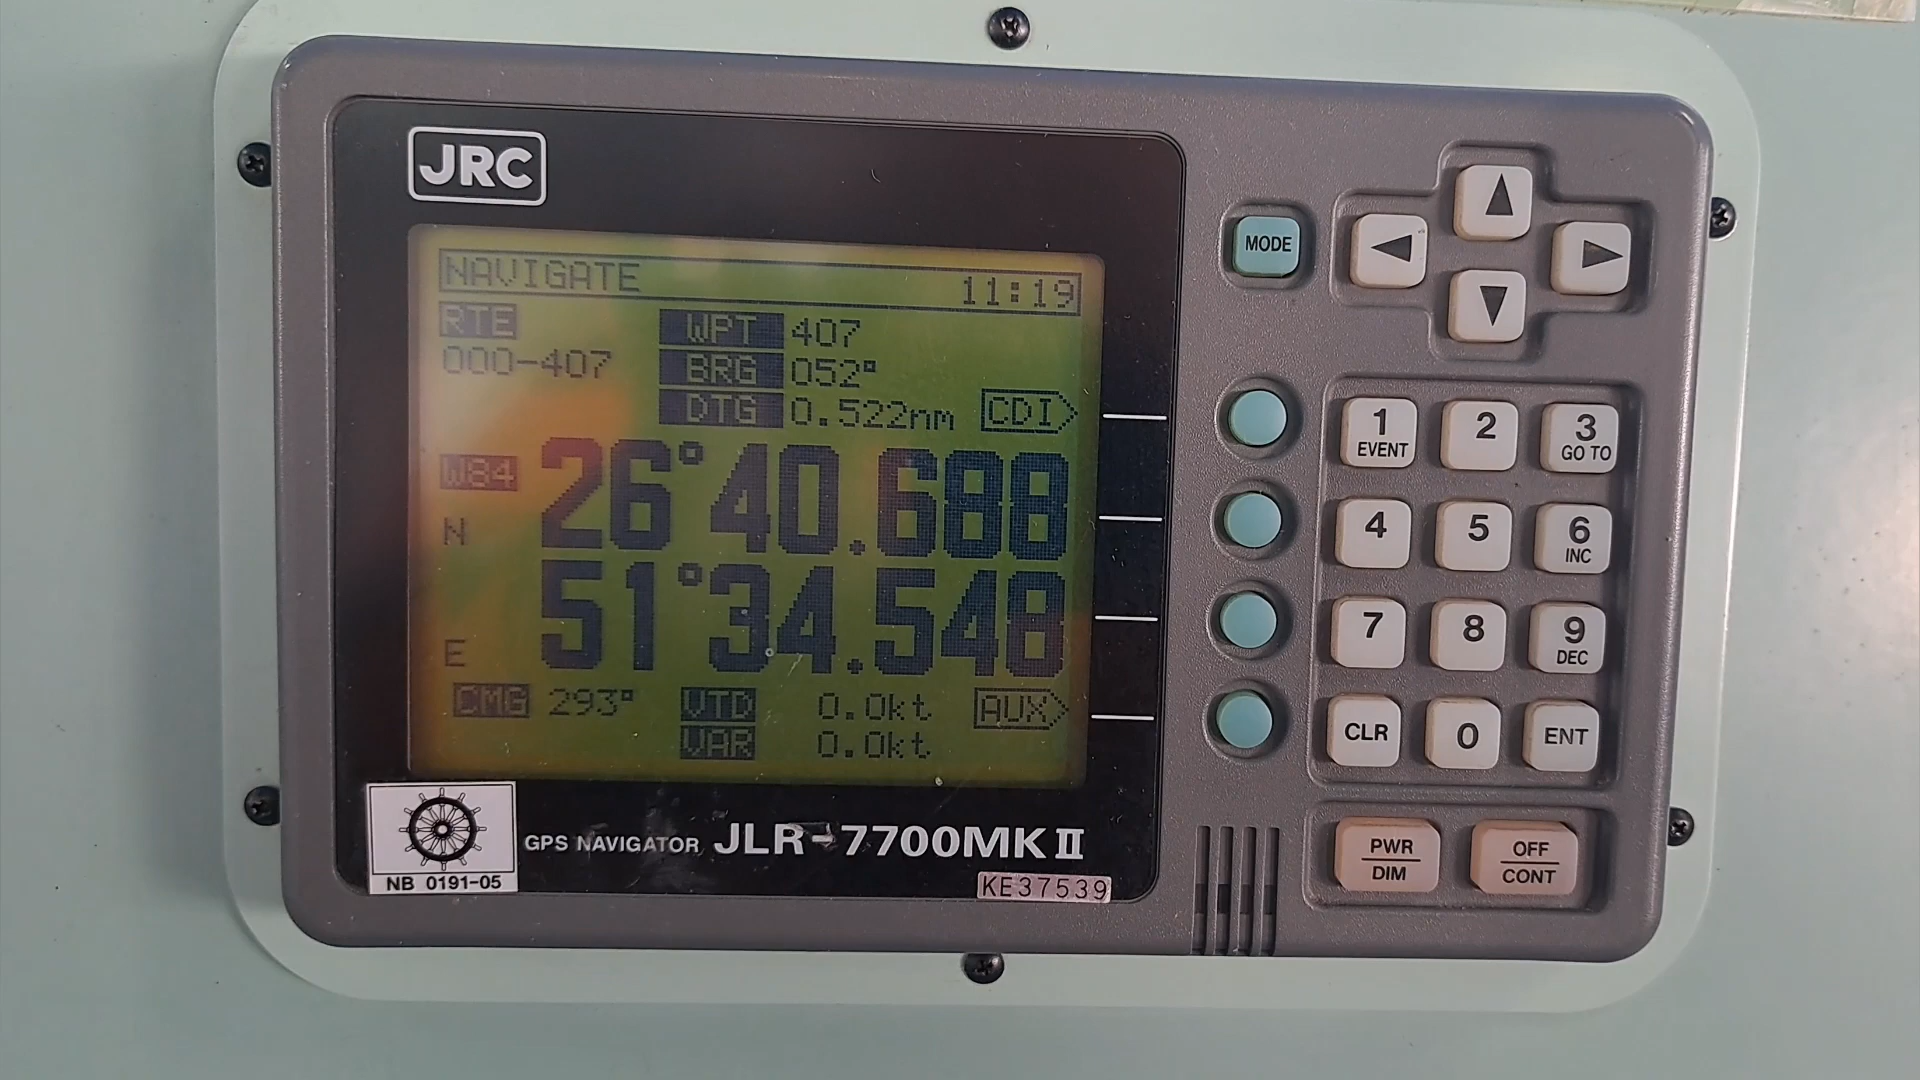 JRC
NAVIGATE 11:19
RTE WPT 407
000-407 BRG 052°
DTG 0.522nm CDI
W84 26°40.688
N
51°34.548
E
CMG 293° VTD 0.0kt AUX
VAR 0.0kt
NB 0191-05
GPS NAVIGATOR JLR-7700MKⅡ
KE37539
MODE
1 2 3
EVENT GO TO
4 5 6
INC
7 8 9
DEC
CLR 0 ENT
PWR OFF
DIM CONT